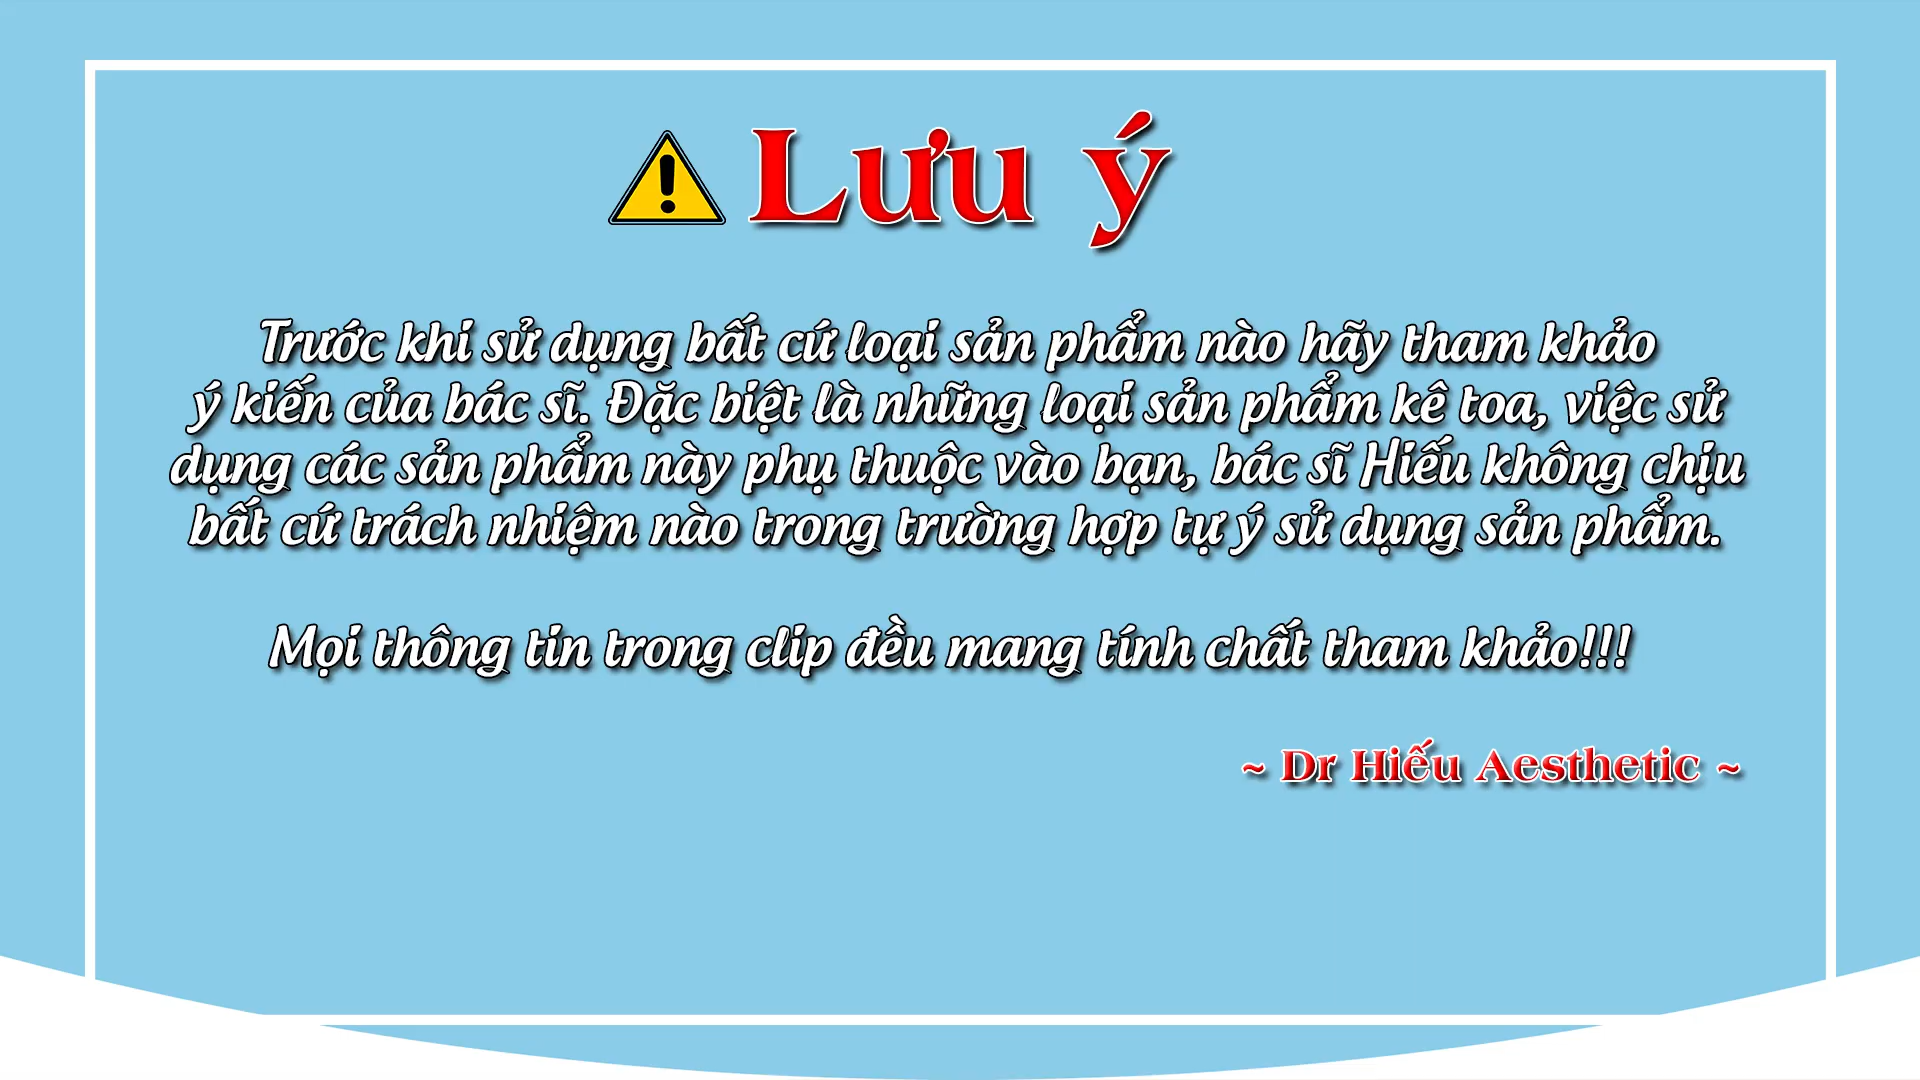 Lưu ý
Trước khi sử dụng bất cứ loại sản phẩm nào hãy tham khảo
ý kiến của bác sĩ. Đặc biệt là những loại sản phẩm kê toa, việc sử
dụng các sản phẩm này phụ thuộc vào bạn, bác sĩ Hiếu không chịu
bất cứ trách nhiệm nào trong trường hợp tự ý sử dụng sản phẩm.
Mọi thông tin trong clip đều mang tính chất tham khảo!!!
~ Dr Hiếu Aesthetic ~